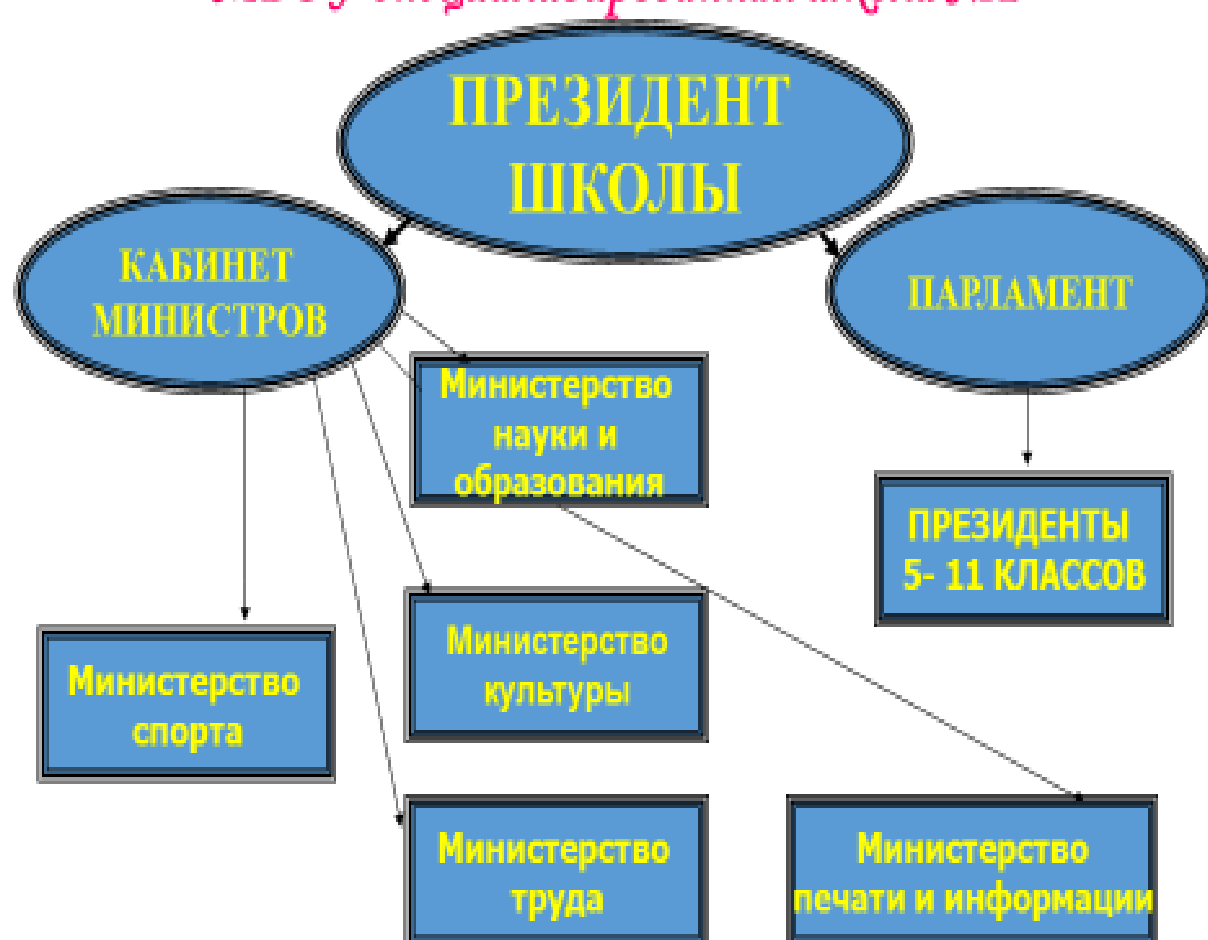 ПРЕЗИДЕНТ
ШКОЛЫ
КАБИНЕТ
МИНИСТРОВ
ПАРЛАМЕНТ
Министерство
науки и
образования
ПРЕЗИДЕНТЫ
5- 11 КЛАССОВ
Министерство
культуры
Министерство
спорта
Министерство
труда
Министерство
печати и информации